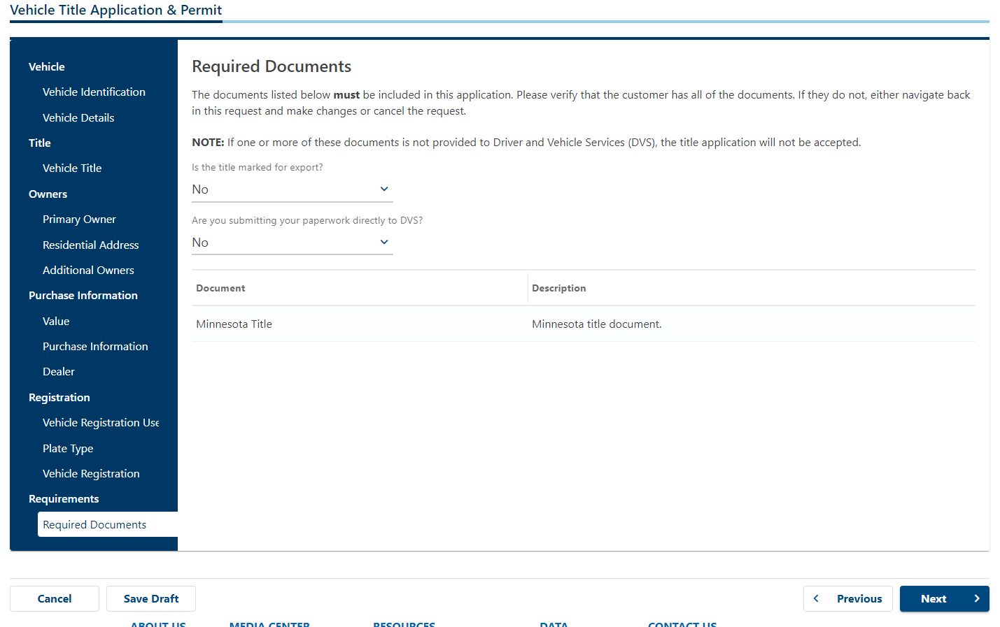 Vehicle Title Application & Permit
Vehicle
Vehicle Identification
Vehicle Details
Title
Vehicle Title
Owners
Primary Owner
Residential Address
Additional Owners
Purchase Information
Value
Purchase Information
Dealer
Registration
Vehicle Registration Use
Plate Type
Vehicle Registration
Requirements
Required Documents
Required Documents
The documents listed below must be included in this application. Please verify that the customer has all of the documents. If they do not, either navigate back
in this request and make changes or cancel the request.
NOTE: If one or more of these documents is not provided to Driver and Vehicle Services (DVS), the title application will not be accepted.
Is the title marked for export?
No
Are you submitting your paperwork directly to DVS?
No
Document Description
Minnesota Title Minnesota title document.
Cancel Save Draft Previous Next
ABOUT US MEDIA CENTER RESOURCES DATA CONTACT US